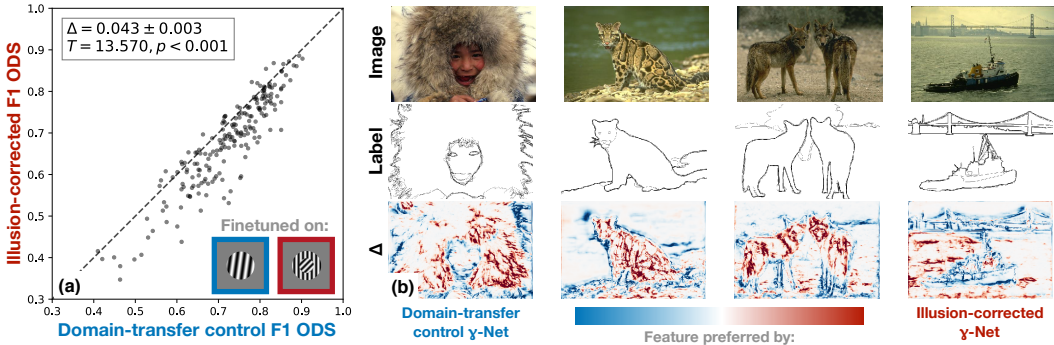 Δ = 0.043 ± 0.003
T = 13.570, p < 0.001
Illusion-corrected F1 ODS
1.0
0.9
0.8
0.7
0.6
0.5
0.4
0.3
(a)
Finetuned on:
0.3 0.4 0.5 0.6 0.7 0.8 0.9 1.0
Domain-transfer control F1 ODS
Image
Label
Δ
(b)
Domain-transfer
control γ-Net
Feature preferred by:
Illusion-corrected
γ-Net